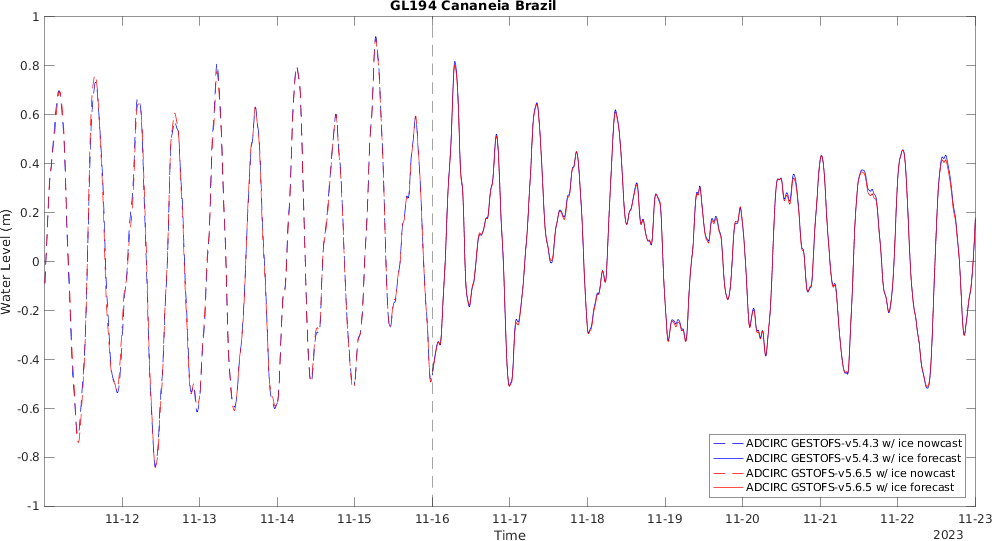 GL194 Cananeia Brazil
Water Level (m)
1
0.8
0.6
0.4
0.2
0
-0.2
-0.4
-0.6
-0.8
-1
ADCIRC GESTOFS-v5.4.3 w/ ice nowcast
ADCIRC GESTOFS-v5.4.3 w/ ice forecast
ADCIRC GSTOFS-v5.6.5 w/ ice nowcast
ADCIRC GSTOFS-v5.6.5 w/ ice forecast
11-12 11-13 11-14 11-15 11-16 11-17 11-18 11-19 11-20 11-21 11-22 11-23
Time
2023